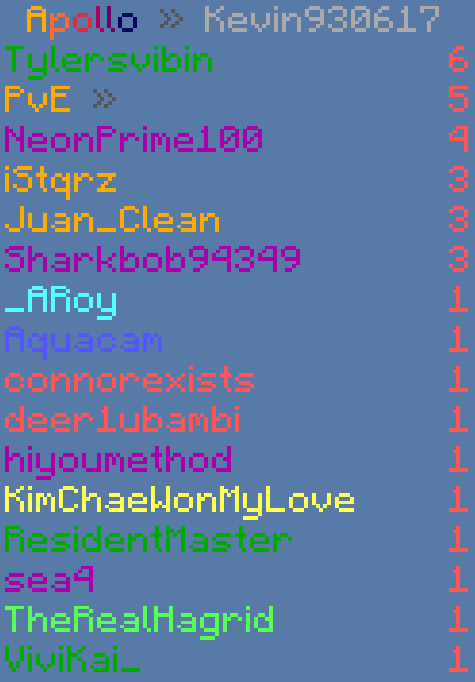 Apollo » Kevin930617
Tylersvibin 6
PvE » 5
NeonPrime100 4
iStqrz 3
Juan_Clean 3
Sharkbob94349 3
_ARoy 1
Aquacam 1
connorexists 1
deer1ubambi 1
hiyoumethod 1
KimChaeWonMyLove 1
ResidentMaster 1
sea9 1
TheRealHagrid 1
ViviKai_ 1